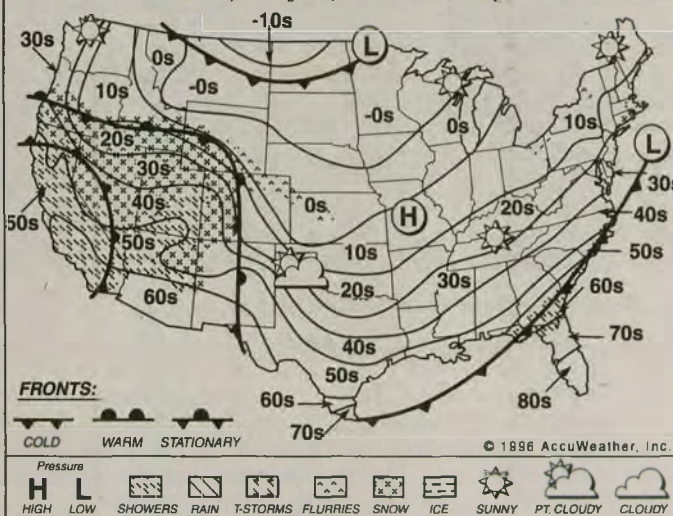 -10s
30s
0s
-0s
L
10s
-0s
0s
10s
20s
L
30s
30s
40s
0s
H
20s
40s
50s
50s
10s
50s
60s
20s
30s
60s
70s
40s
50s
80s
FRONTS:
60s
70s
COLD WARM STATIONARY
© 1996 AccuWeather, Inc.
Pressure
H L
HIGH LOW SHOWERS RAIN T-STORMS FLURRIES SNOW ICE SUNNY PT. CLOUDY CLOUDY